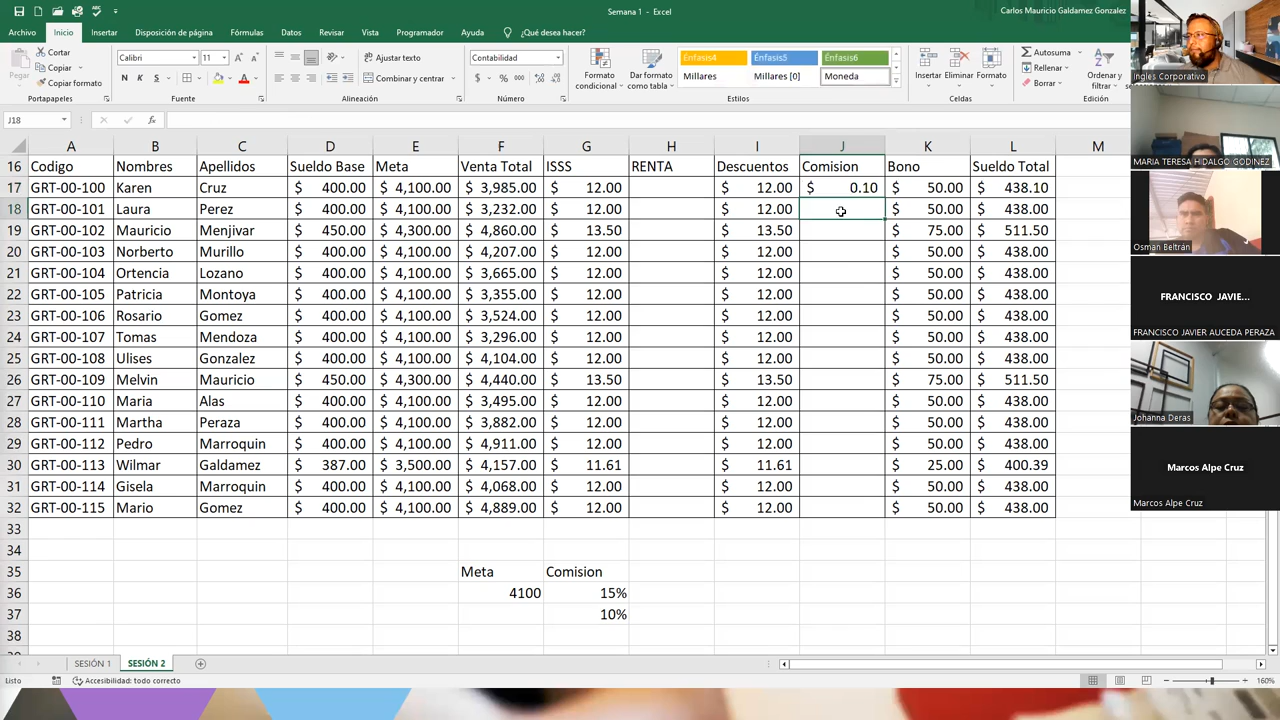 Semana 1 - Excel
Carlos Mauricio Galdamez Gonzalez
Archivo Inicio Insertar Disposición de página Fórmulas Datos Revisar Vista Programador Ayuda ¿Qué desea hacer?
Pegar Cortar Copiar Copiar formato Portapapeles
Calibri 11 N K S Fuente
Ajustar texto Combinar y centrar Alineación
Contabilidad $ % Número
Formato condicional Dar formato como tabla
Énfasis4 Énfasis5 Énfasis6
Millares Millares [0] Moneda
Estilos
Insertar Eliminar Formato Celdas
Autosuma Rellenar Borrar Ordenar y filtrar Edición
J18 fx
A B C D E F G H I J K L M
16 Codigo Nombres Apellidos Sueldo Base Meta Venta Total ISSS RENTA Descuentos Comision Bono Sueldo Total
17 GRT-00-100 Karen Cruz $ 400.00 $ 4,100.00 $ 3,985.00 $ 12.00 $ 12.00 $ 0.10 $ 50.00 $ 438.10
18 GRT-00-101 Laura Perez $ 400.00 $ 4,100.00 $ 3,232.00 $ 12.00 $ 12.00 $ 50.00 $ 438.00
19 GRT-00-102 Mauricio Menjivar $ 450.00 $ 4,300.00 $ 4,860.00 $ 13.50 $ 13.50 $ 75.00 $ 511.50
20 GRT-00-103 Norberto Murillo $ 400.00 $ 4,100.00 $ 4,207.00 $ 12.00 $ 12.00 $ 50.00 $ 438.00
21 GRT-00-104 Ortencia Lozano $ 400.00 $ 4,100.00 $ 3,665.00 $ 12.00 $ 12.00 $ 50.00 $ 438.00
22 GRT-00-105 Patricia Montoya $ 400.00 $ 4,100.00 $ 3,355.00 $ 12.00 $ 12.00 $ 50.00 $ 438.00
23 GRT-00-106 Rosario Gomez $ 400.00 $ 4,100.00 $ 3,524.00 $ 12.00 $ 12.00 $ 50.00 $ 438.00
24 GRT-00-107 Tomas Mendoza $ 400.00 $ 4,100.00 $ 3,296.00 $ 12.00 $ 12.00 $ 50.00 $ 438.00
25 GRT-00-108 Ulises Gonzalez $ 400.00 $ 4,100.00 $ 4,104.00 $ 12.00 $ 12.00 $ 50.00 $ 438.00
26 GRT-00-109 Melvin Mauricio $ 450.00 $ 4,300.00 $ 4,440.00 $ 13.50 $ 13.50 $ 75.00 $ 511.50
27 GRT-00-110 Maria Alas $ 400.00 $ 4,100.00 $ 3,495.00 $ 12.00 $ 12.00 $ 50.00 $ 438.00
28 GRT-00-111 Martha Peraza $ 400.00 $ 4,100.00 $ 3,882.00 $ 12.00 $ 12.00 $ 50.00 $ 438.00
29 GRT-00-112 Pedro Marroquin $ 400.00 $ 4,100.00 $ 4,911.00 $ 12.00 $ 12.00 $ 50.00 $ 438.00
30 GRT-00-113 Wilmar Galdamez $ 387.00 $ 3,500.00 $ 4,157.00 $ 11.61 $ 11.61 $ 25.00 $ 400.39
31 GRT-00-114 Gisela Marroquin $ 400.00 $ 4,100.00 $ 4,068.00 $ 12.00 $ 12.00 $ 50.00 $ 438.00
32 GRT-00-115 Mario Gomez $ 400.00 $ 4,100.00 $ 4,889.00 $ 12.00 $ 12.00 $ 50.00 $ 438.00
33
34
35 Meta Comision
36 4100 15%
37 10%
38
SESIÓN 1 SESIÓN 2
Listo Accesibilidad: todo correcto 160%
Ingles Corporativo
MARIA TERESA HIDALGO GODINEZ
Osman Beltrán
FRANCISCO JAVIE...
FRANCISCO JAVIER AUCEDA PERAZA
Johanna Deras
Marcos Alpe Cruz
Marcos Alpe Cruz